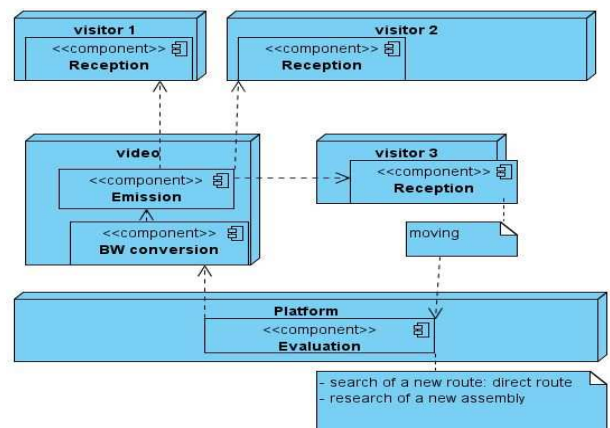 visitor 1
<<component>>
Reception
visitor 2
<<component>>
Reception
video
<<component>>
Emission
<<component>>
BW conversion
visitor 3
<<component>>
Reception
moving
Platform
<<component>>
Evaluation
- search of a new route: direct route
- research of a new assembly